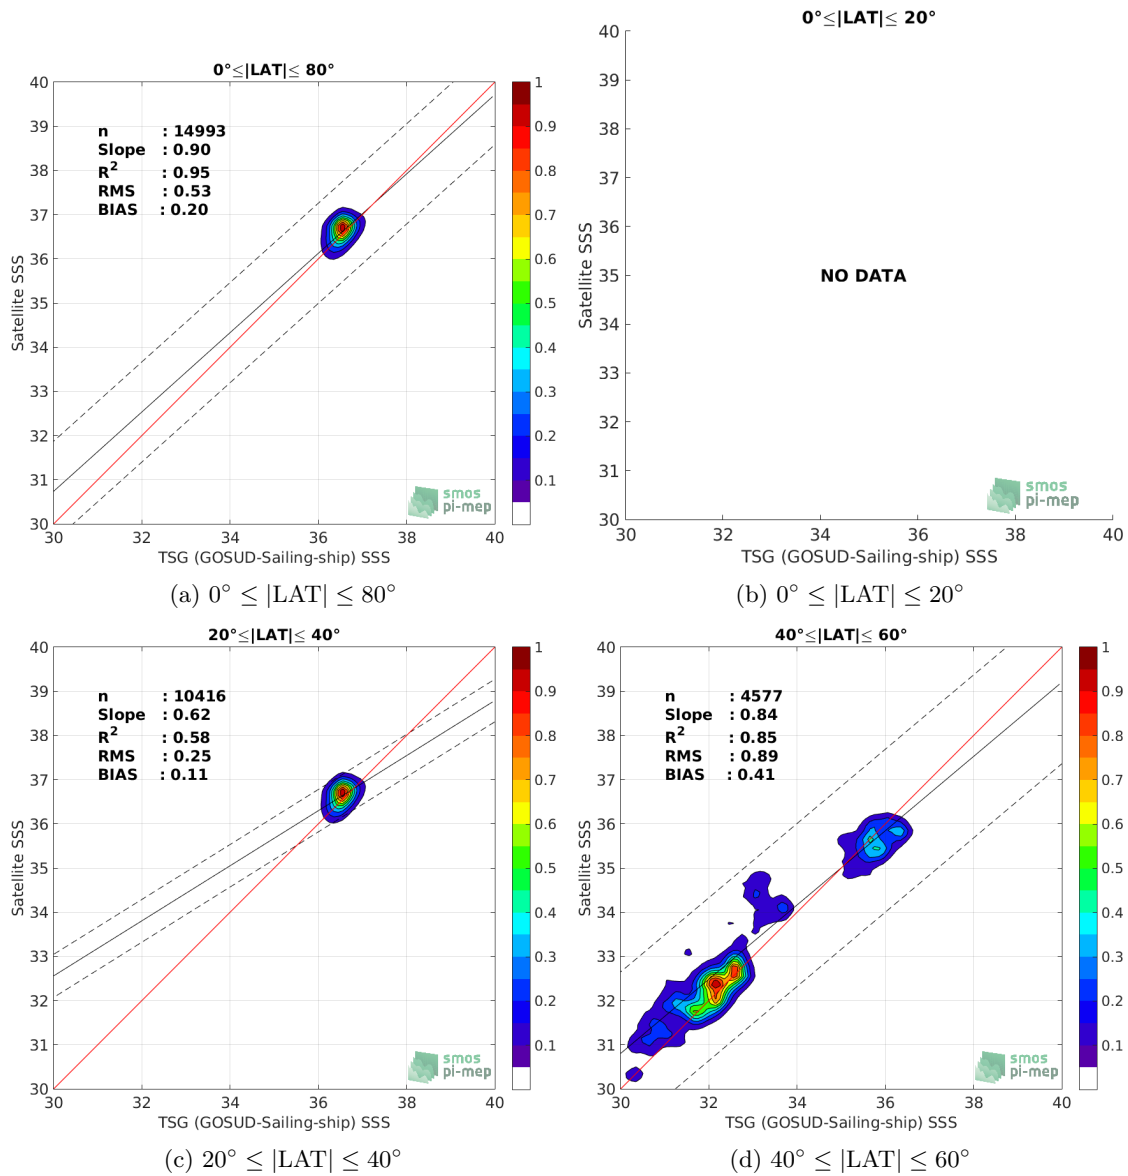 0°≤|LAT|≤ 80°
40
39
38
37
36
35
34
33
32
31
30
Satellite SSS
n : 14993
Slope : 0.90
R2 : 0.95
RMS : 0.53
BIAS : 0.20
smos
pi-mep
30 32 34 36 38 40
TSG (GOSUD-Sailing-ship) SSS
1
0.9
0.8
0.7
0.6
0.5
0.4
0.3
0.2
0.1
(a) 0° ≤ |LAT| ≤ 80°
0°≤|LAT|≤ 20°
40
39
38
37
36
35
34
33
32
31
30
Satellite SSS
NO DATA
smos
pi-mep
30 32 34 36 38 40
TSG (GOSUD-Sailing-ship) SSS
(b) 0° ≤ |LAT| ≤ 20°
20°≤|LAT|≤ 40°
40
39
38
37
36
35
34
33
32
31
30
Satellite SSS
n : 10416
Slope : 0.62
R2 : 0.58
RMS : 0.25
BIAS : 0.11
smos
pi-mep
30 32 34 36 38 40
TSG (GOSUD-Sailing-ship) SSS
1
0.9
0.8
0.7
0.6
0.5
0.4
0.3
0.2
0.1
(c) 20° ≤ |LAT| ≤ 40°
40°≤|LAT|≤ 60°
40
39
38
37
36
35
34
33
32
31
30
Satellite SSS
n : 4577
Slope : 0.84
R2 : 0.85
RMS : 0.89
BIAS : 0.41
smos
pi-mep
30 32 34 36 38 40
TSG (GOSUD-Sailing-ship) SSS
1
0.9
0.8
0.7
0.6
0.5
0.4
0.3
0.2
0.1
(d) 40° ≤ |LAT| ≤ 60°